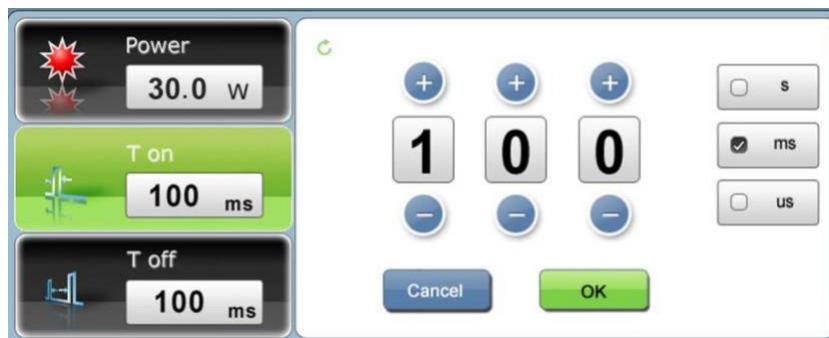 Power
30.0 W
T on
100 ms
T off
100 ms
+ + +
1 0 0
− − −
s
ms
us
Cancel
OK